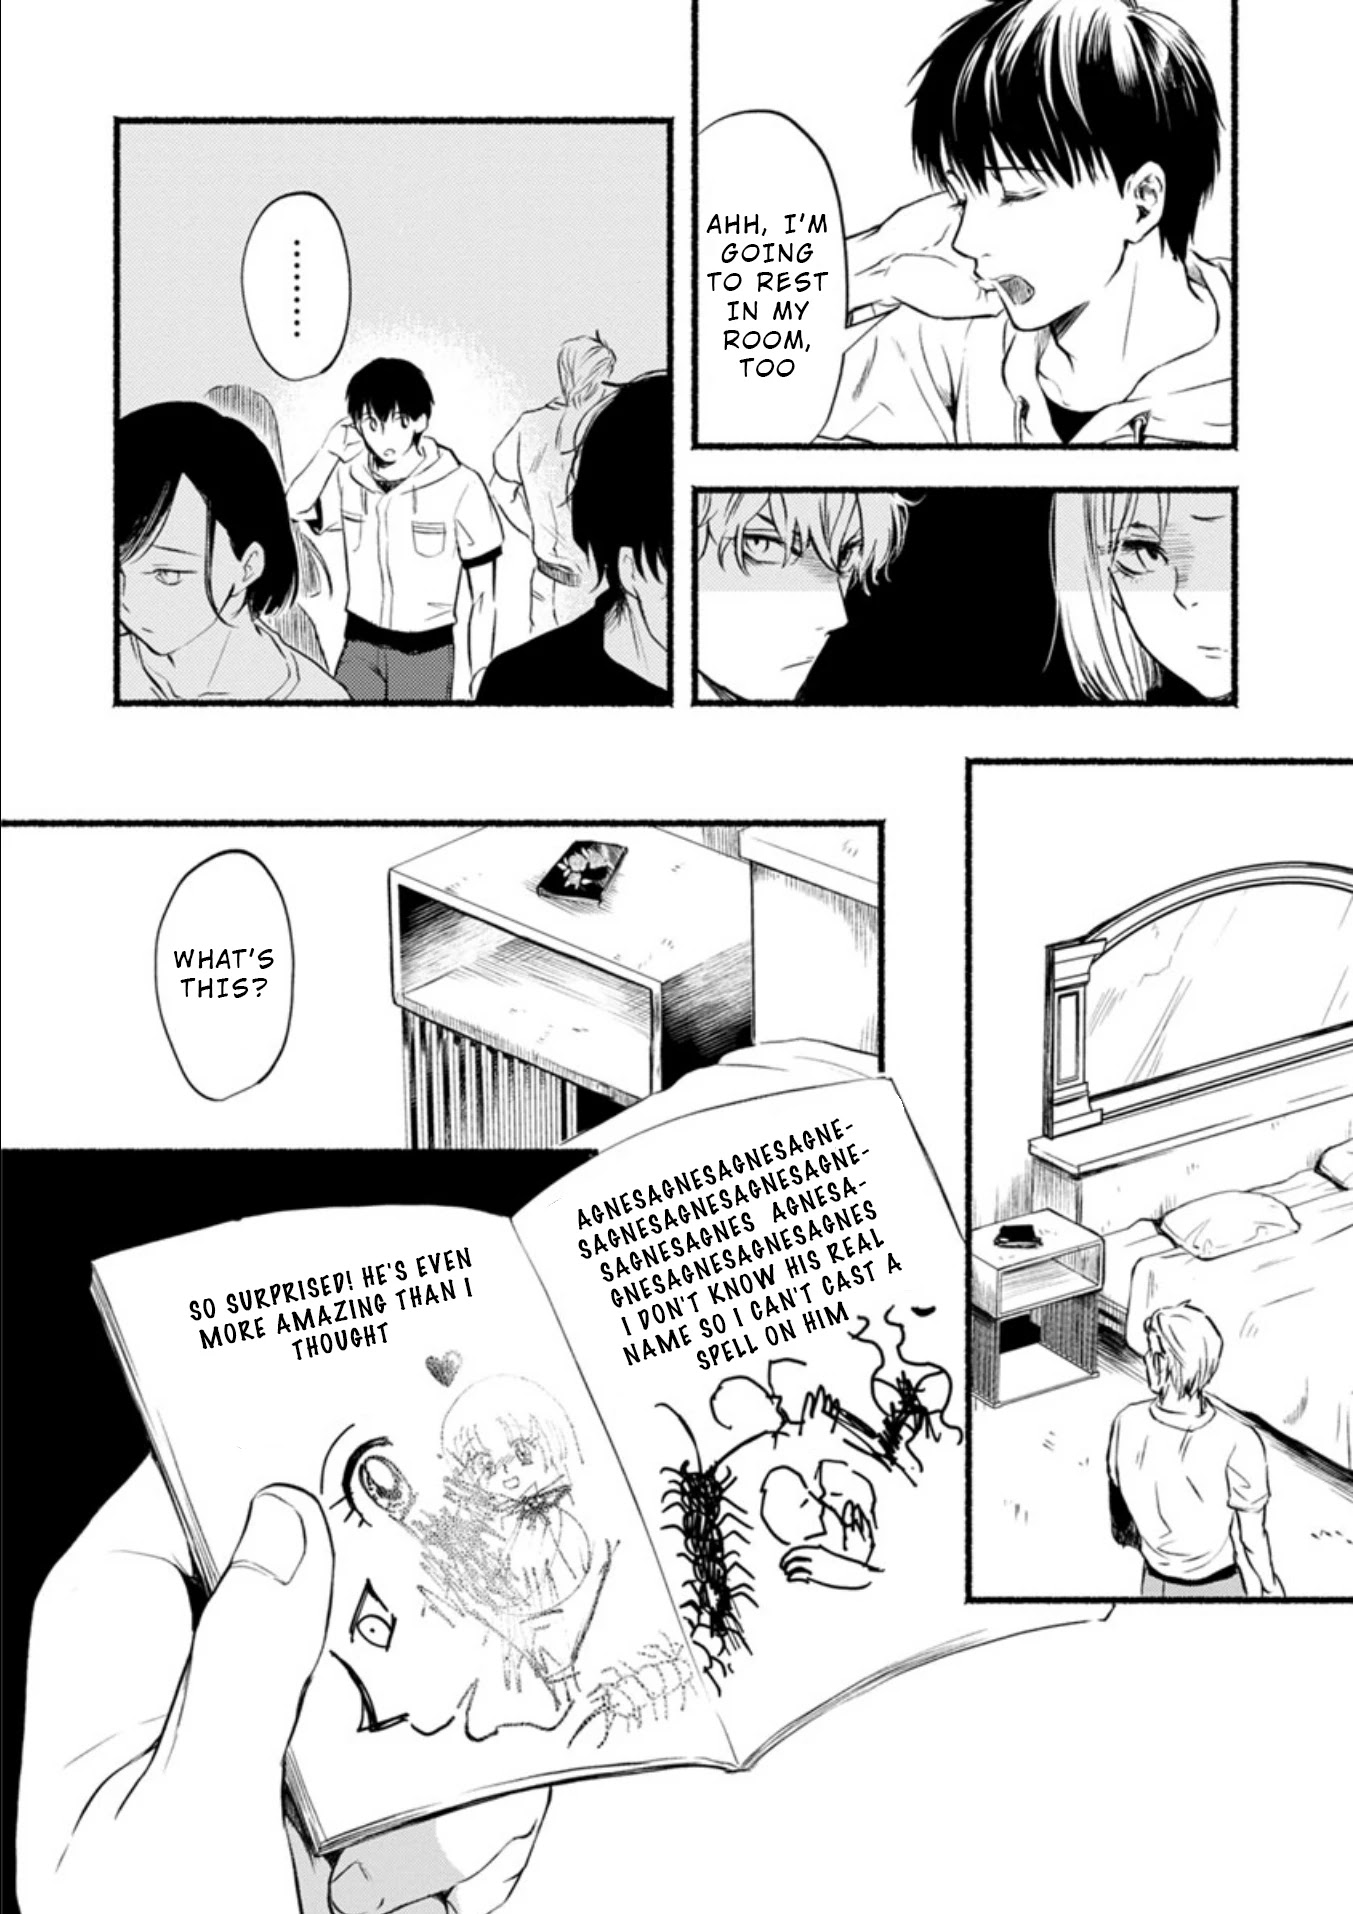 AHH, I'M
GOING
TO REST
IN MY
ROOM,
TOO
.........
WHAT'S
THIS?
SO SURPRISED! HE'S EVEN
MORE AMAZING THAN I
THOUGHT
AGNESAGNESAGNESAGNE-
SAGNESAGNESAGNESAGNE-
SAGNESAGNES AGNESA-
GNESAGNESAGNESAGNES
I DON'T KNOW HIS REAL
NAME SO I CAN'T CAST A
SPELL ON HIM